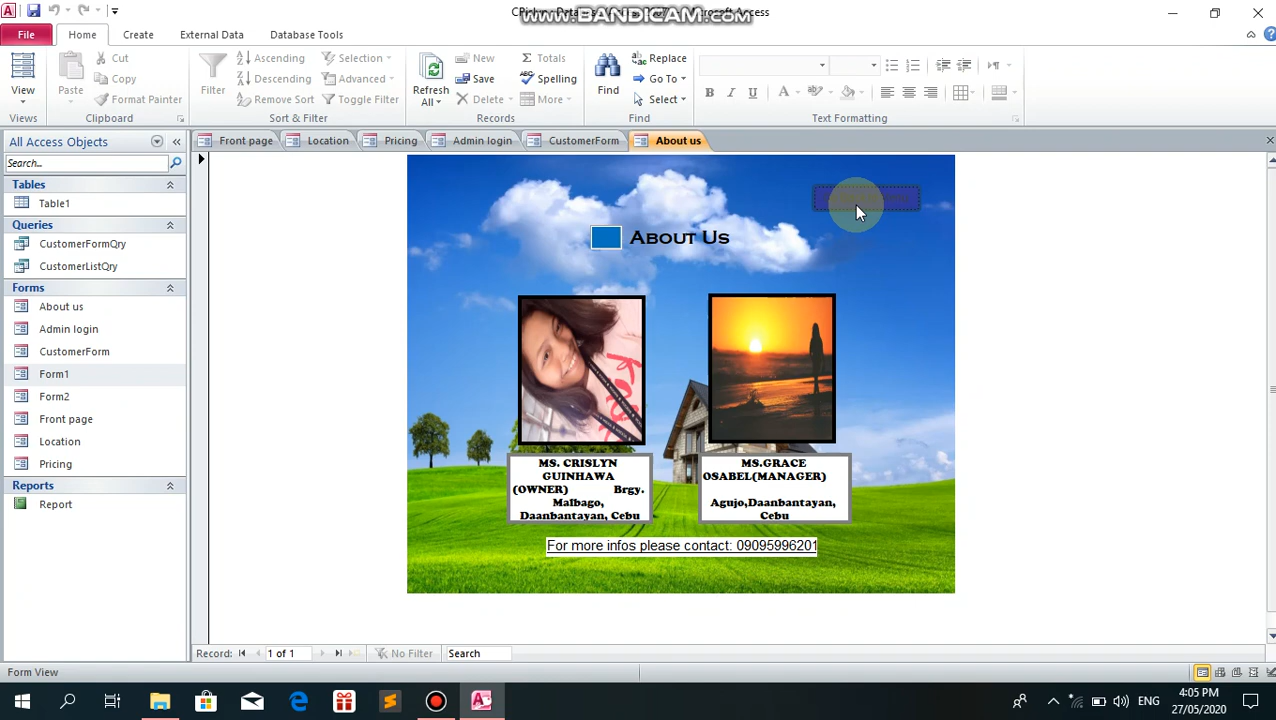 www.BANDICAM.com
Microsoft Access
File
Home
Create
External Data
Database Tools
View
Views
Paste
Cut
Copy
Format Painter
Clipboard
Filter
Ascending
Descending
Remove Sort
Selection
Advanced
Toggle Filter
Sort & Filter
Refresh
All
New
Save
Delete
Totals
Spelling
More
Records
Find
Replace
Go To
Select
Find
B
I
U
A
Text Formatting
All Access Objects
Search...
Front page
Location
Pricing
Admin login
CustomerForm
About us
Tables
Table1
Queries
CustomerFormQry
CustomerListQry
Forms
About us
Admin login
CustomerForm
Form1
Form2
Front page
Location
Pricing
Reports
Report
About Us
MS. CRISLYN
GUINHAWA
(OWNER) Brgy.
Malbago,
Daanbantayan, Cebu
MS.GRACE
OSABEL(MANAGER)
Agujo,Daanbantayan,
Cebu
For more infos please contact: 09095996201
Record:
1 of 1
No Filter
Search
Form View
ENG
4:05 PM
27/05/2020